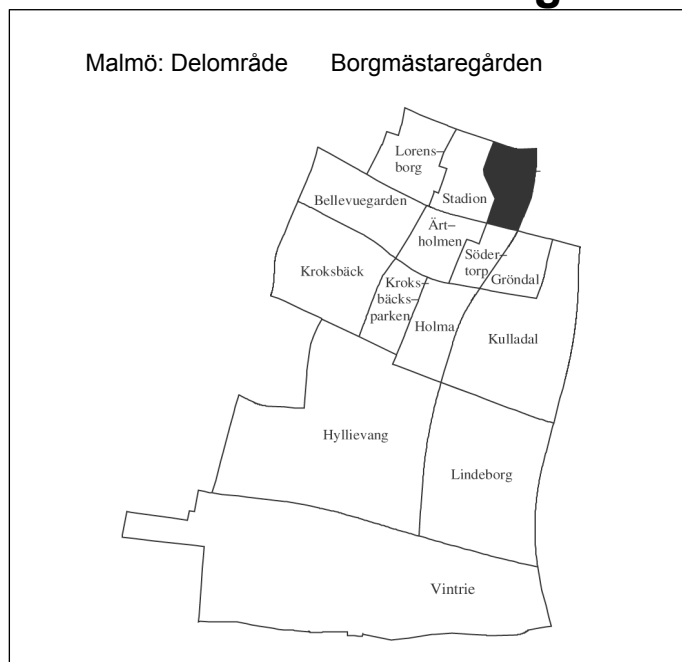 g
Malmö: Delområde Borgmästaregården
Lorens–
borg
Stadion
Bellevuegarden
Ärt–
holmen
Söder–
torp
Gröndal
Kroksbäck
Kroks–
bäcks–
parken
Holma
Kulladal
Hyllievang
Lindeborg
Vintrie